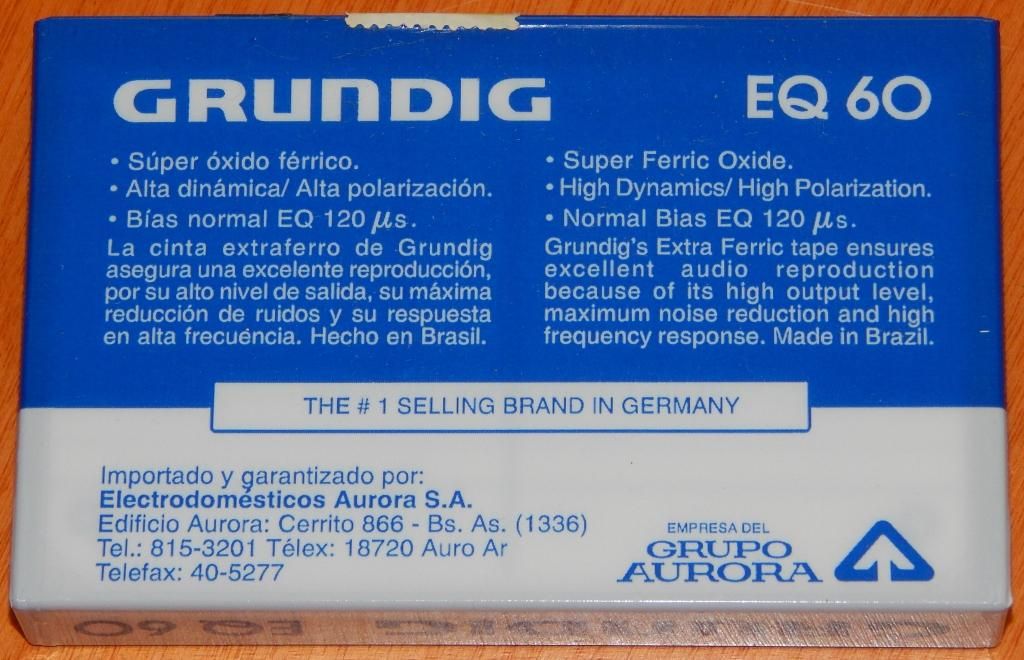 GRUNDIG
EQ 60
• Súper óxido férrico.
• Alta dinámica/ Alta polarización.
• Bías normal EQ 120 µs.
La cinta extraferro de Grundig
asegura una excelente reproducción,
por su alto nivel de salida, su máxima
reducción de ruidos y su respuesta
en alta frecuencia. Hecho en Brasil.
• Super Ferric Oxide.
• High Dynamics/ High Polarization.
• Normal Bias EQ 120 µs.
Grundig's Extra Ferric tape ensures
excellent audio reproduction
because of its high output level,
maximum noise reduction and high
frequency response. Made in Brazil.
THE # 1 SELLING BRAND IN GERMANY
Importado y garantizado por:
Electrodomésticos Aurora S.A.
Edificio Aurora: Cerrito 866 - Bs. As. (1336)
Tel.: 815-3201 Télex: 18720 Auro Ar
Telefax: 40-5277
EMPRESA DEL
GRUPO
AURORA
EQ 60 GRUNDIG